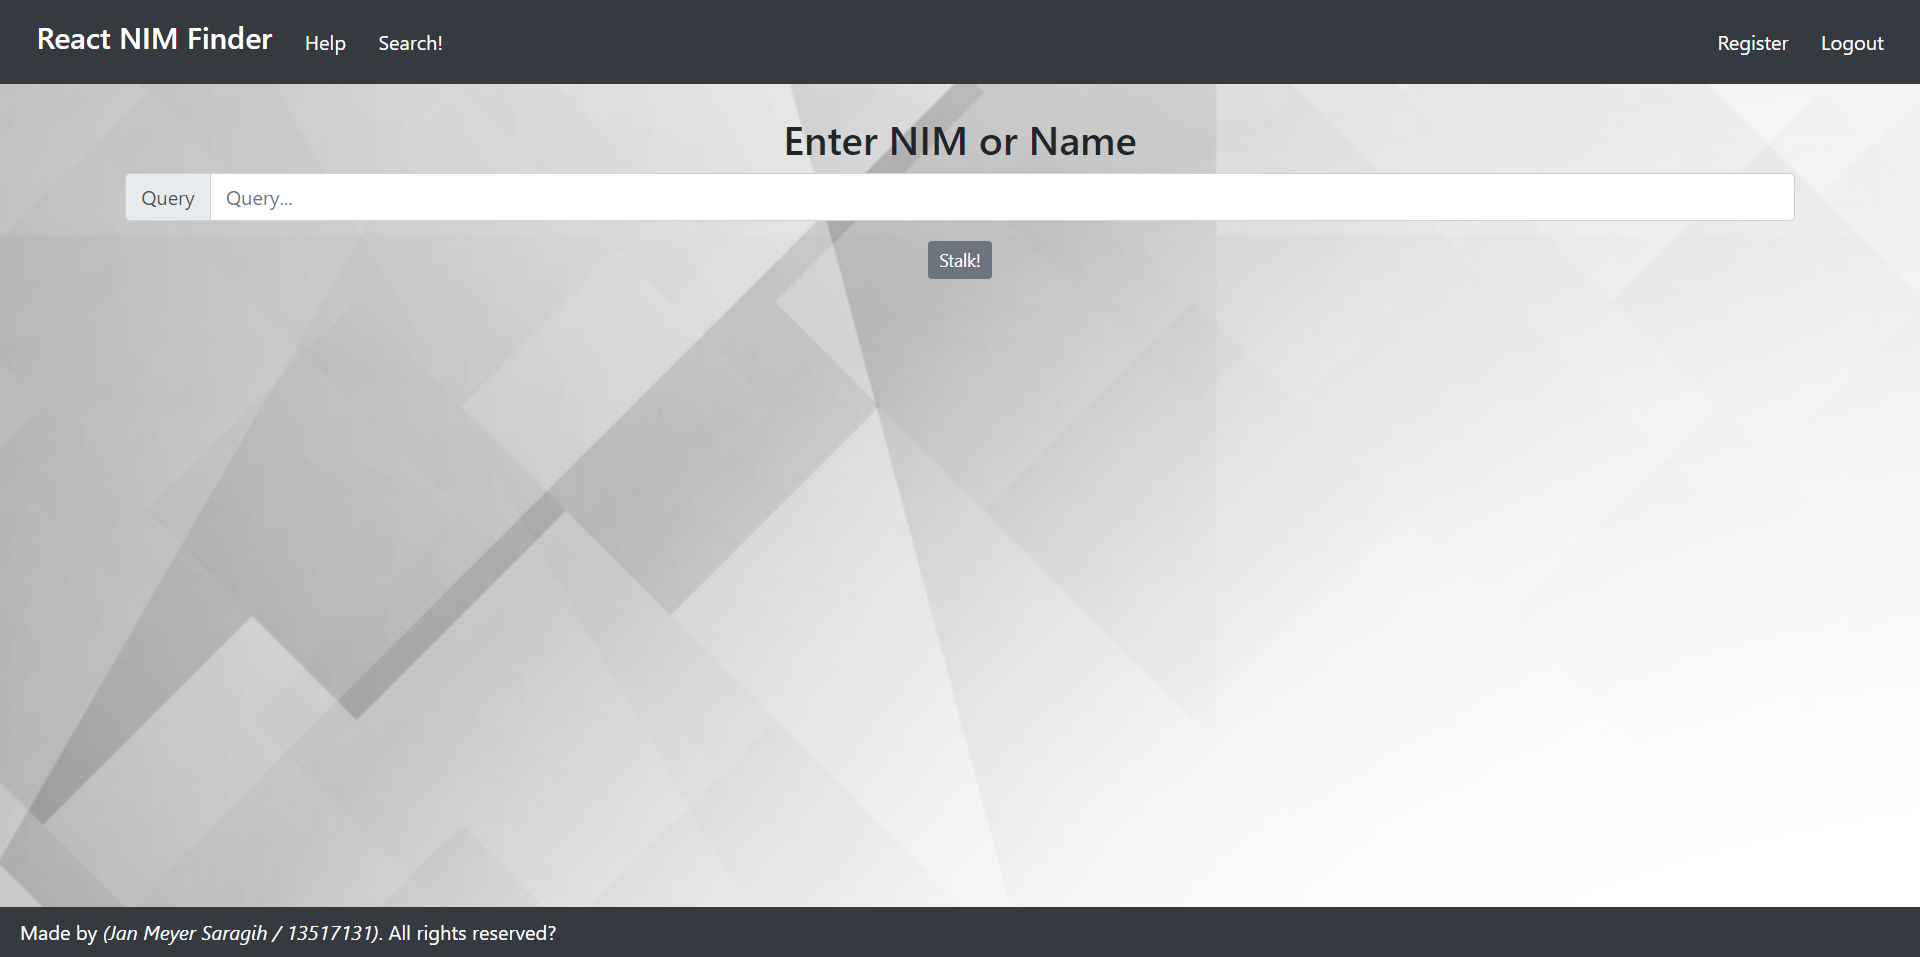 React NIM Finder Help Search! Register Logout
Enter NIM or Name
Query Query...
Stalk!
Made by (Jan Meyer Saragih / 13517131). All rights reserved?